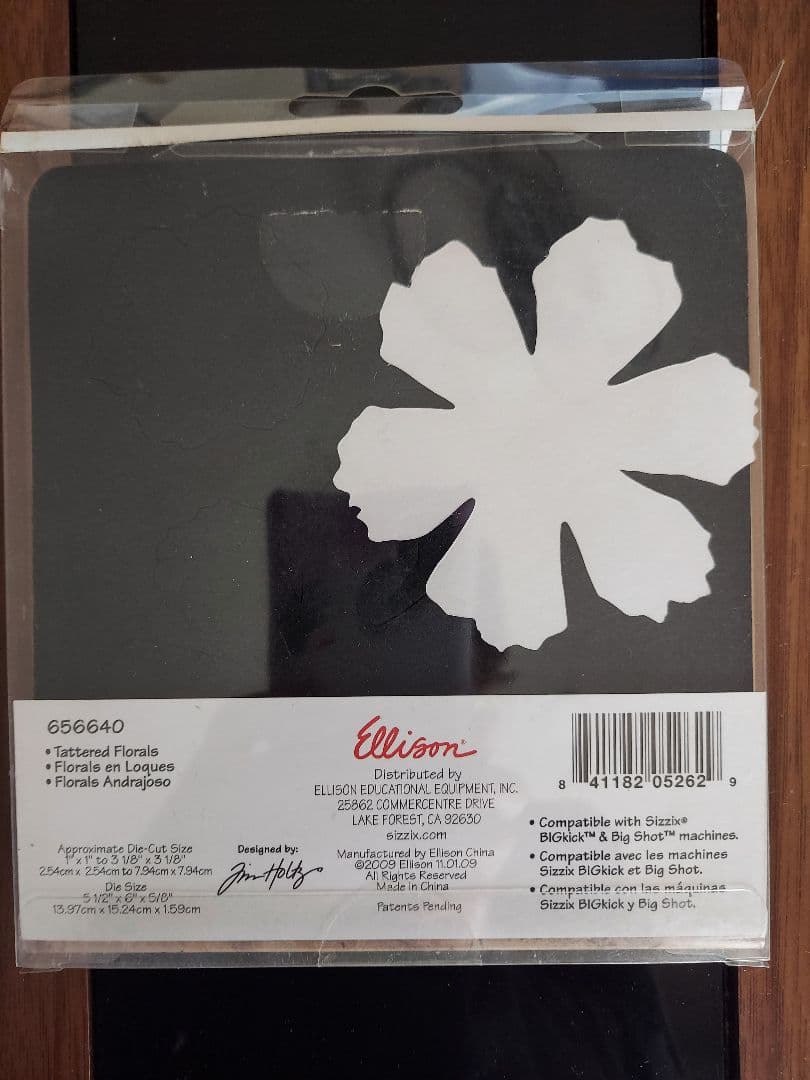 656640
• Tattered Florals
• Florals en Loques
• Florals Andrajoso
Approximate Die-Cut Size
1" x 1" to 3 1/8" x 3 1/8"
2.54cm x 2.54cm to 7.94cm x 7.94cm
Die Size
5 1/2" x 6" x 5/8"
13.97cm x 15.24cm x 1.59cm
Designed by:
Tim Holtz
Ellison®
Distributed by
ELLISON EDUCATIONAL EQUIPMENT, INC.
25862 COMMERCENTRE DRIVE
LAKE FOREST, CA 92630
sizzix.com
Manufactured by Ellison China
©2009 Ellison 11.01.09
All Rights Reserved
Made in China
Patents Pending
8 41182 05262 9
• Compatible with Sizzix®
BIGkick™ & Big Shot™ machines.
• Compatible avec les machines
Sizzix BIGkick et Big Shot.
• Compatible con las máquinas
Sizzix BIGkick y Big Shot.